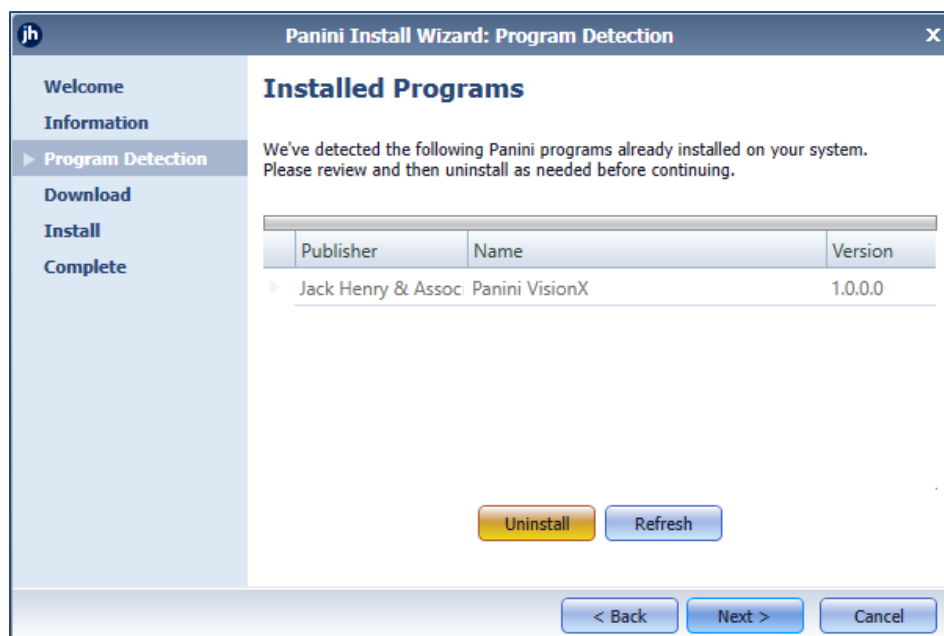 jh
Panini Install Wizard: Program Detection
X
Welcome
Information
Program Detection
Download
Install
Complete
Installed Programs
We've detected the following Panini programs already installed on your system.
Please review and then uninstall as needed before continuing.
Publisher Name Version
Jack Henry & Assoc Panini VisionX 1.0.0.0
Uninstall Refresh
< Back Next > Cancel